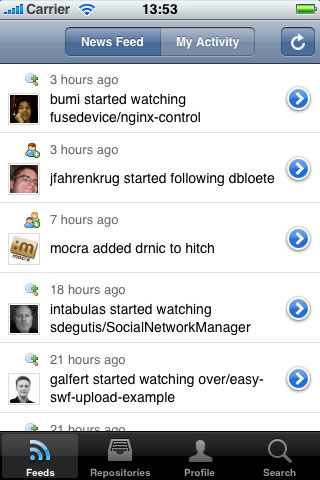 Carrier 13:53
News Feed My Activity
3 hours ago
bumi started watching
fusedevice/nginx-control
3 hours ago
jfahrenkrug started following dbloete
7 hours ago
:m
mocra
mocra added drnic to hitch
18 hours ago
intabulas started watching
sdegutis/SocialNetworkManager
21 hours ago
galfert started watching over/easy-
swf-upload-example
21 hours ago
Feeds Repositories Profile Search